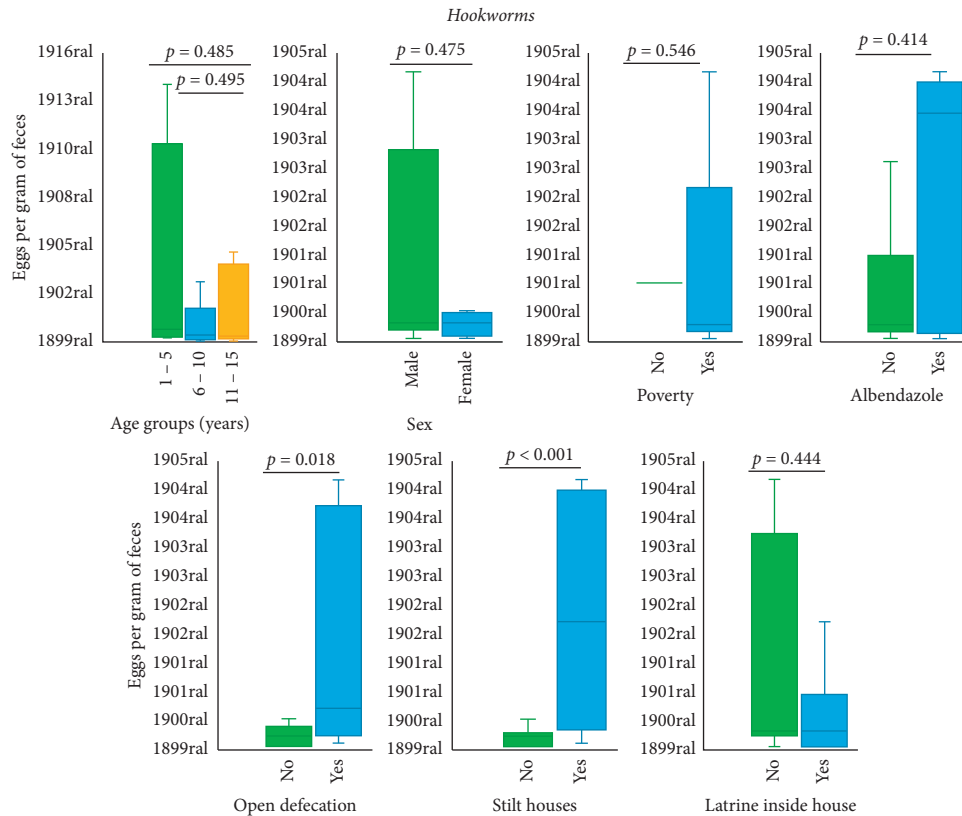 Hookworms
Eggs per gram of feces
1916ral
1913ral
1910ral
1908ral
1905ral
1902ral
1899ral
p = 0.485
p = 0.495
1 – 5
6 – 10
11 – 15
Age groups (years)
1905ral
1904ral
1904ral
1903ral
1903ral
1902ral
1902ral
1901ral
1901ral
1900ral
1899ral
p = 0.475
Male
Female
Sex
1905ral
1904ral
1904ral
1903ral
1903ral
1902ral
1902ral
1901ral
1901ral
1900ral
1899ral
p = 0.546
No
Yes
Poverty
1905ral
1904ral
1904ral
1903ral
1903ral
1902ral
1902ral
1901ral
1901ral
1900ral
1899ral
p = 0.414
No
Yes
Albendazole
Eggs per gram of feces
1905ral
1904ral
1904ral
1903ral
1903ral
1902ral
1902ral
1901ral
1901ral
1900ral
1899ral
p = 0.018
No
Yes
Open defecation
1905ral
1904ral
1904ral
1903ral
1903ral
1902ral
1902ral
1901ral
1901ral
1900ral
1899ral
p < 0.001
No
Yes
Stilt houses
1905ral
1904ral
1904ral
1903ral
1903ral
1902ral
1902ral
1901ral
1901ral
1900ral
1899ral
p = 0.444
No
Yes
Latrine inside house